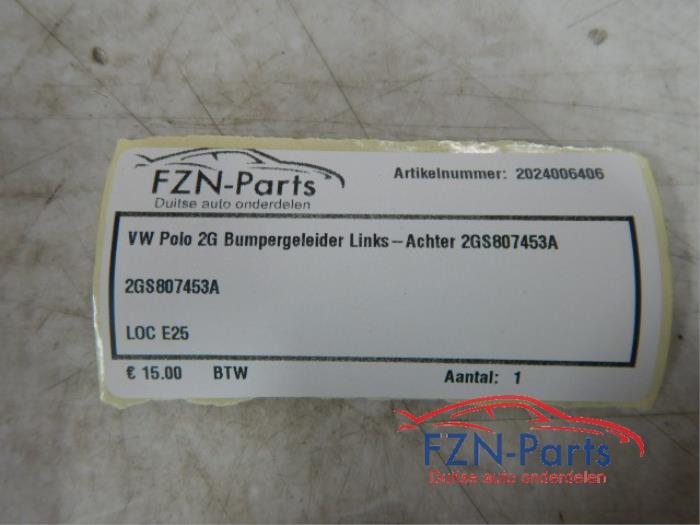 FZN-Parts
Duitse auto onderdelen
Artikelnummer: 2024006406
VW Polo 2G Bumpergeleider Links-Achter 2GS807453A
2GS807453A
LOC E25
€ 15.00 BTW Aantal: 1
FZN-Parts
Duitse auto onderdelen